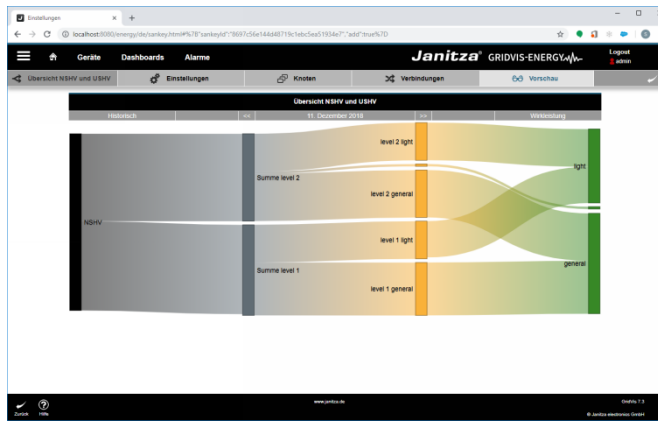 Einstellungen
localhost:8080/energy/de/sankey.html#%7B"sankeyId":"8697c56e144d48719c1ebc5ea51934e7","add":true%7D
Geräte Dashboards Alarme Janitza® GRIDVIS-ENERGY Logout
admin
Übersicht NSHV und USHV Einstellungen Knoten Verbindungen Vorschau
Übersicht NSHV und USHV
Historisch << 11. Dezember 2018 >> Wirkleistung
level 2 light
light
Summe level 2
level 2 general
NSHV
level 1 light
general
Summe level 1
level 1 general
Zurück Hilfe www.janitza.de GridVis 7.3
© Janitza electronics GmbH